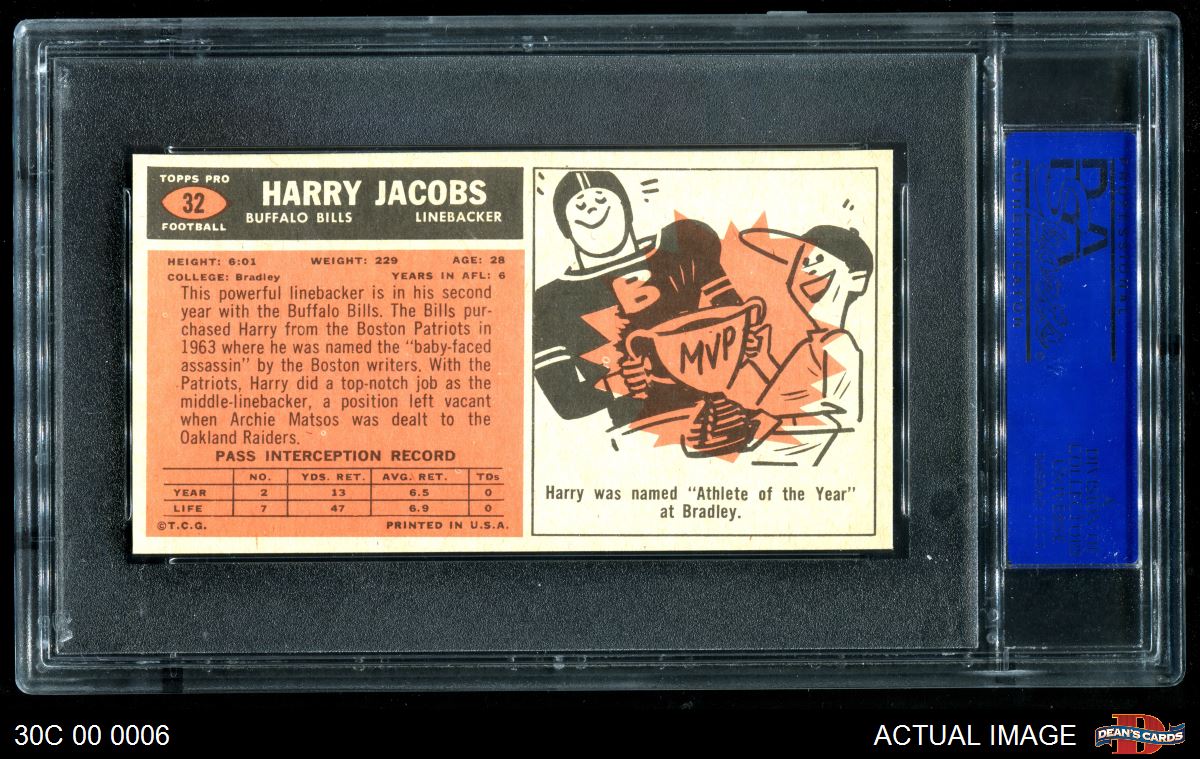 TOPPS PRO
32
FOOTBALL
HARRY JACOBS
BUFFALO BILLS LINEBACKER
HEIGHT: 6:01 WEIGHT: 229 AGE: 28
COLLEGE: Bradley YEARS IN AFL: 6
This powerful linebacker is in his second
year with the Buffalo Bills. The Bills pur-
chased Harry from the Boston Patriots in
1963 where he was named the "baby-faced
assassin" by the Boston writers. With the
Patriots, Harry did a top-notch job as the
middle-linebacker, a position left vacant
when Archie Matsos was dealt to the
Oakland Raiders.
PASS INTERCEPTION RECORD
NO. YDS. RET. AVG. RET. TDs
YEAR 2 13 6.5 0
LIFE 7 47 6.9 0
©T.C.G. PRINTED IN U.S.A.
B
MVP
Harry was named "Athlete of the Year"
at Bradley.
PSA
30C 00 0006
ACTUAL IMAGE
DEAN'S CARDS